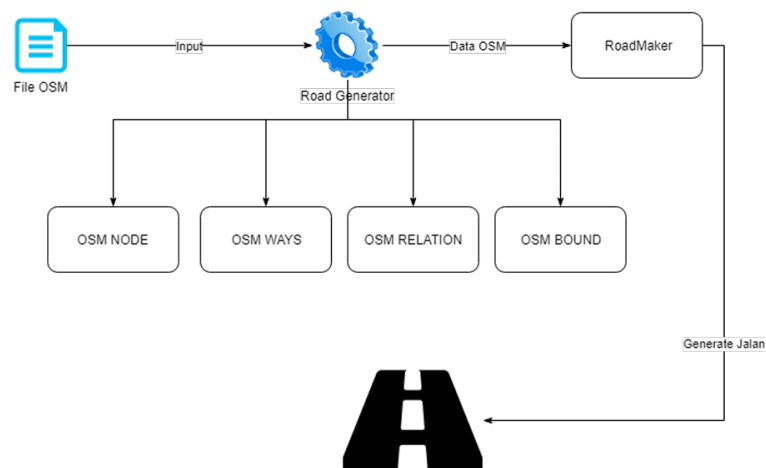 Input
Data OSM
RoadMaker
File OSM
Road Generator
OSM NODE
OSM WAYS
OSM RELATION
OSM BOUND
Generate Jalan